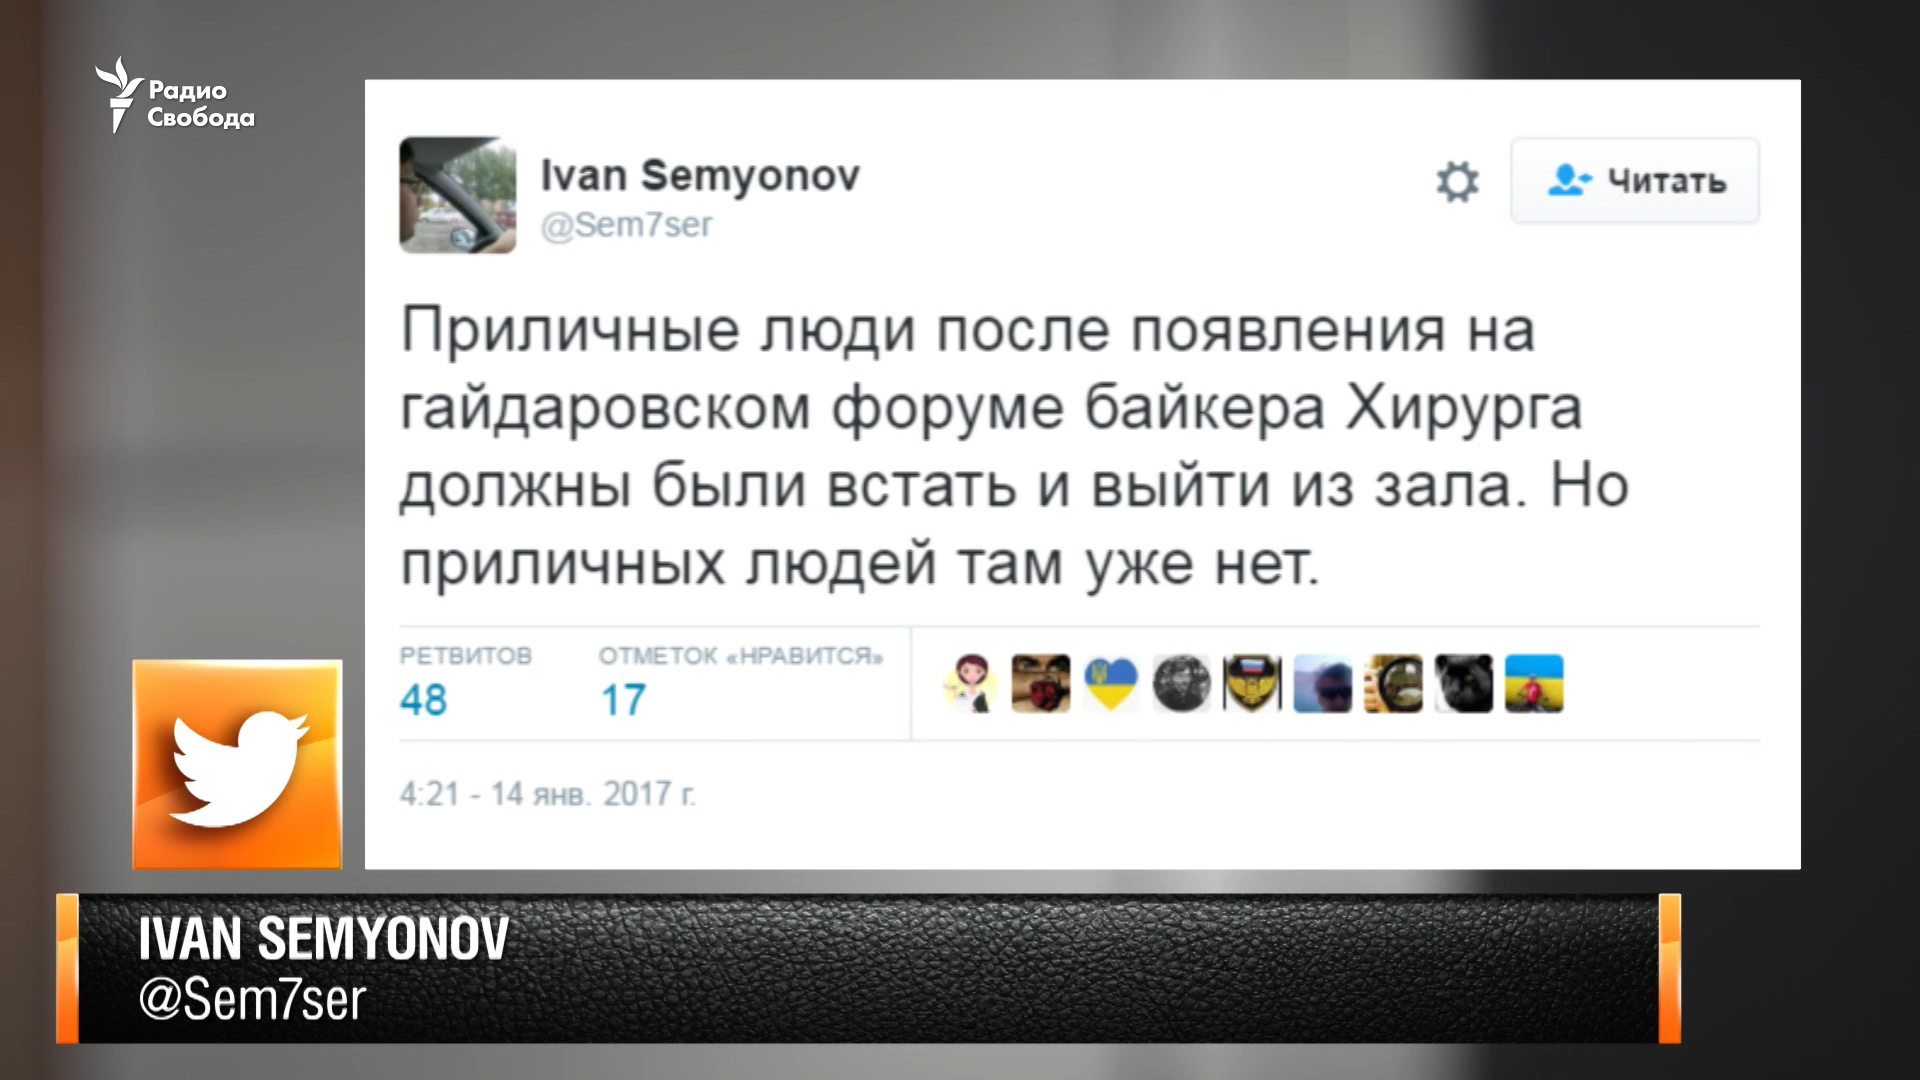 Радио
Свобода
Ivan Semyonov
@Sem7ser
Читать
Приличные люди после появления на
гайдаровском форуме байкера Хирурга
должны были встать и выйти из зала. Но
приличных людей там уже нет.
РЕТВИТОВ
48
ОТМЕТОК «НРАВИТСЯ»
17
4:21 - 14 янв. 2017 г.
IVAN SEMYONOV
@Sem7ser